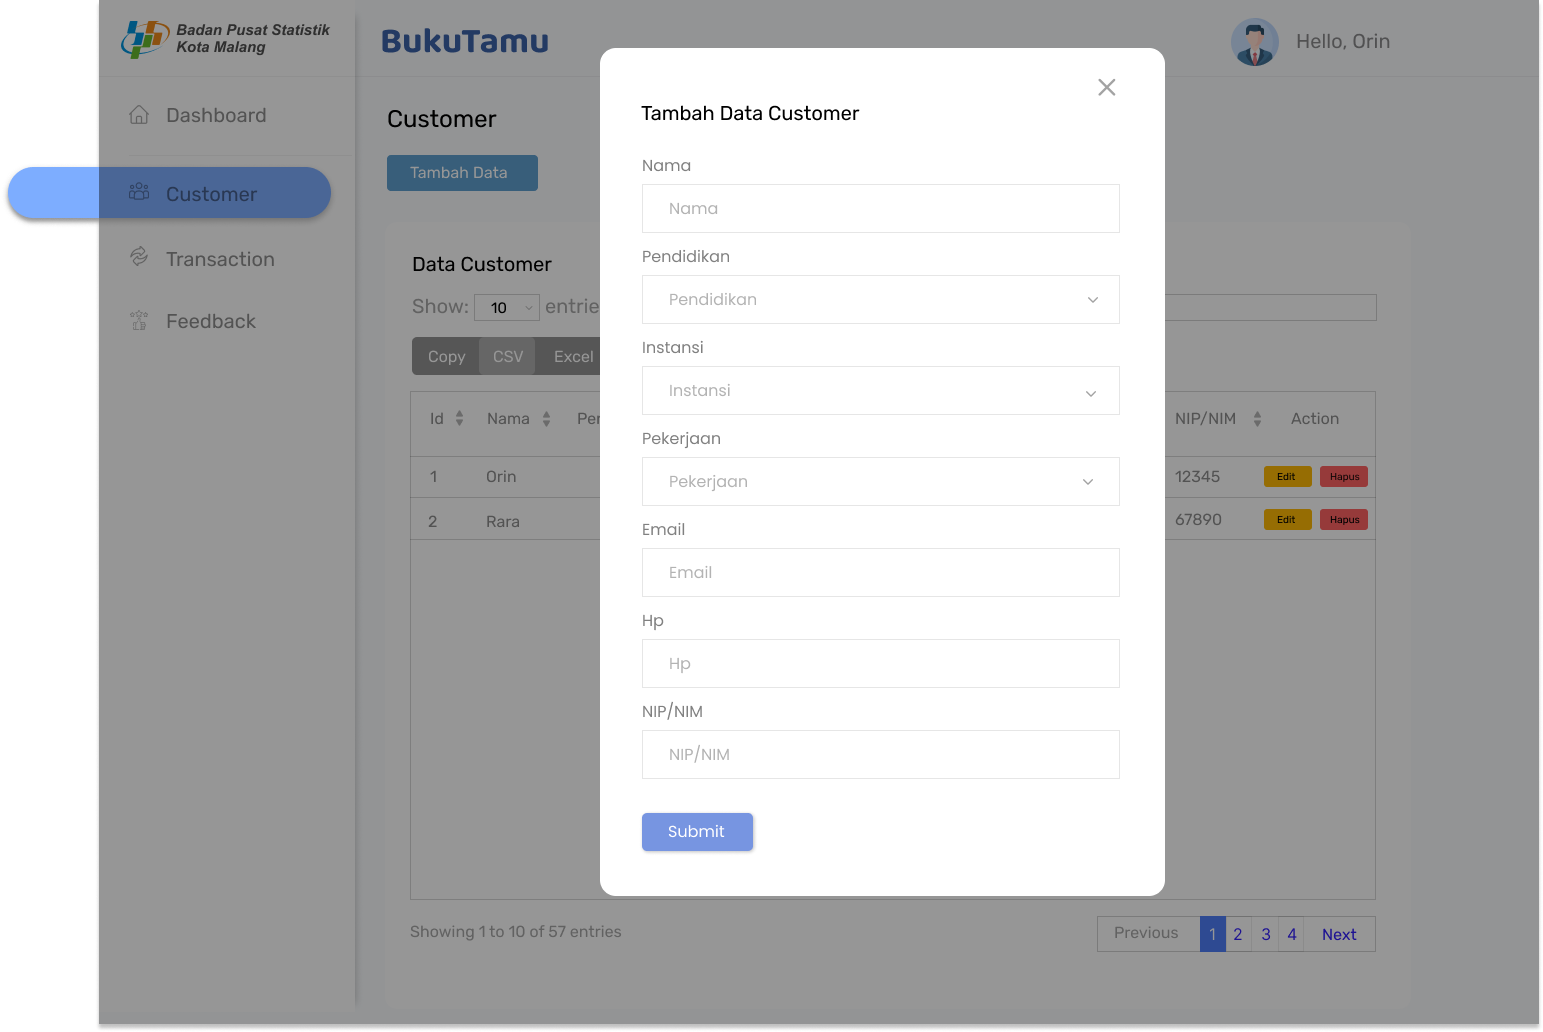 Badan Pusat Statistik
Kota Malang
BukuTamu
Hello, Orin
Dashboard
Customer
Transaction
Feedback
Customer
Tambah Data
Data Customer
Show: 10 entrie
Copy CSV Excel
Id Nama Per NIP/NIM Action
1 Orin 12345 Edit Hapus
2 Rara 67890 Edit Hapus
Showing 1 to 10 of 57 entries
Previous 1 2 3 4 Next
Tambah Data Customer
Nama
Nama
Pendidikan
Pendidikan
Instansi
Instansi
Pekerjaan
Pekerjaan
Email
Email
Hp
Hp
NIP/NIM
NIP/NIM
Submit